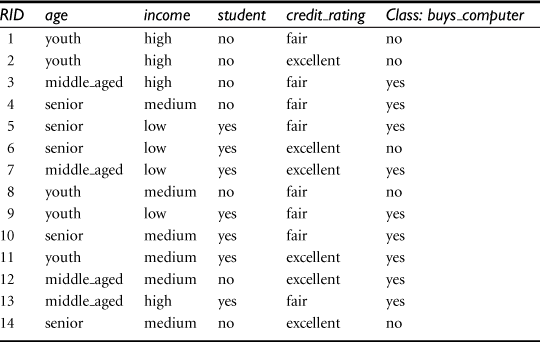 RID age income student credit_rating Class: buys_computer
1 youth high no fair no
2 youth high no excellent no
3 middle_aged high no fair yes
4 senior medium no fair yes
5 senior low yes fair yes
6 senior low yes excellent no
7 middle_aged low yes excellent yes
8 youth medium no fair no
9 youth low yes fair yes
10 senior medium yes fair yes
11 youth medium yes excellent yes
12 middle_aged medium no excellent yes
13 middle_aged high yes fair yes
14 senior medium no excellent no